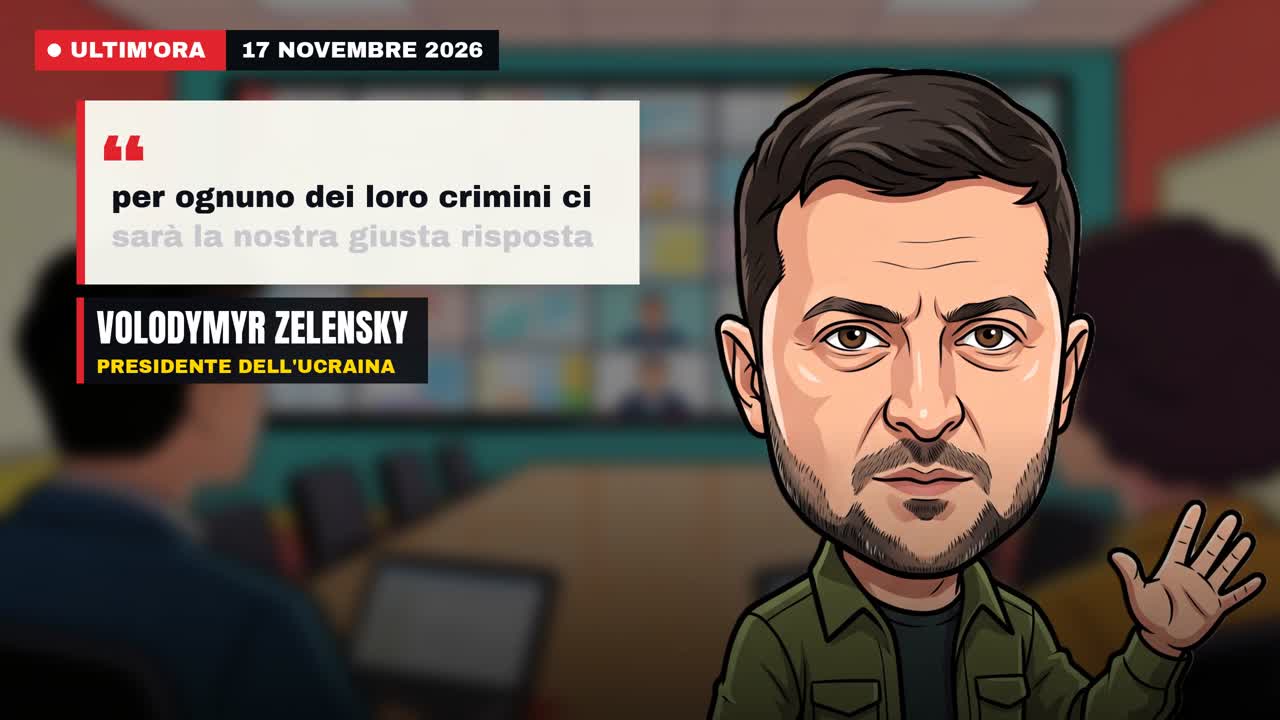 ULTIM'ORA
17 NOVEMBRE 2026
“
per ognuno dei loro crimini ci
sarà la nostra giusta risposta
VOLODYMYR ZELENSKY
PRESIDENTE DELL'UCRAINA